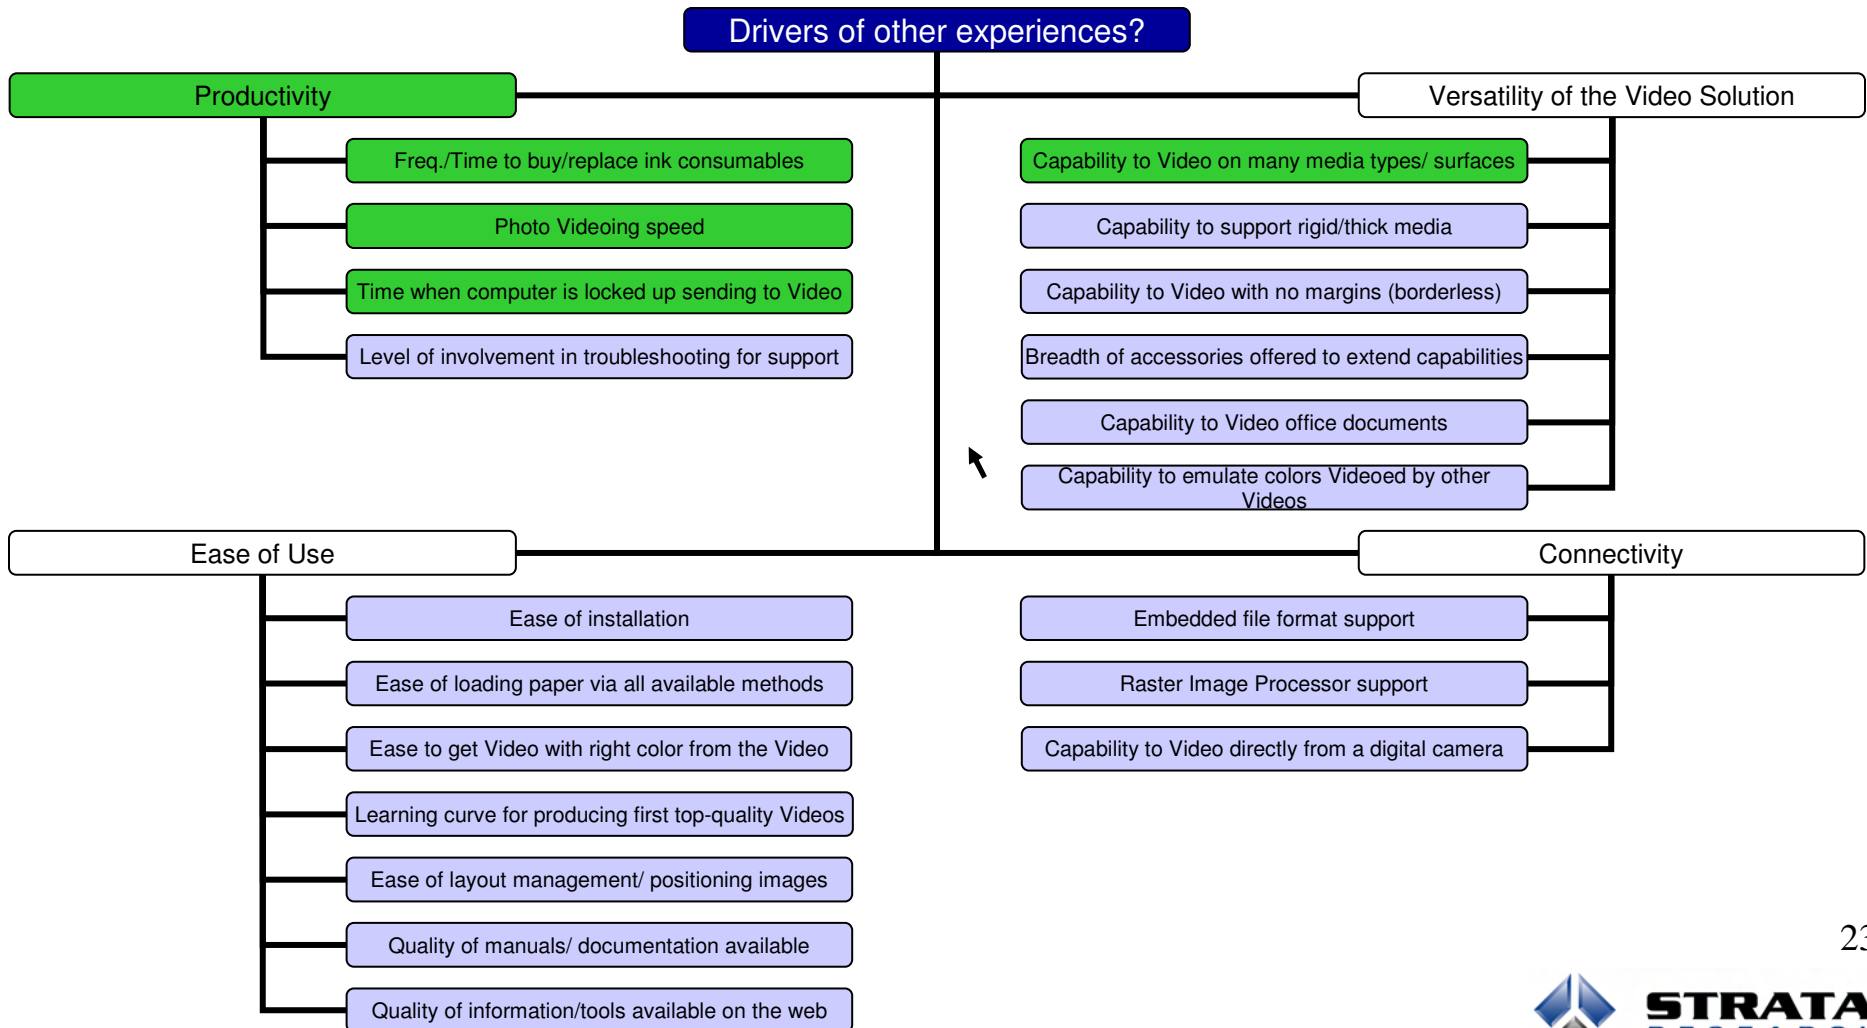 Drivers of other experiences?
Productivity
Freq./Time to buy/replace ink consumables
Photo Videoing speed
Time when computer is locked up sending to Video
Level of involvement in troubleshooting for support
Versatility of the Video Solution
Capability to Video on many media types/ surfaces
Capability to support rigid/thick media
Capability to Video with no margins (borderless)
Breadth of accessories offered to extend capabilities
Capability to Video office documents
Capability to emulate colors Videoed by other
Videos
Ease of Use
Ease of installation
Ease of loading paper via all available methods
Ease to get Video with right color from the Video
Learning curve for producing first top-quality Videos
Ease of layout management/ positioning images
Quality of manuals/ documentation available
Quality of information/tools available on the web
Connectivity
Embedded file format support
Raster Image Processor support
Capability to Video directly from a digital camera
23
STRATA